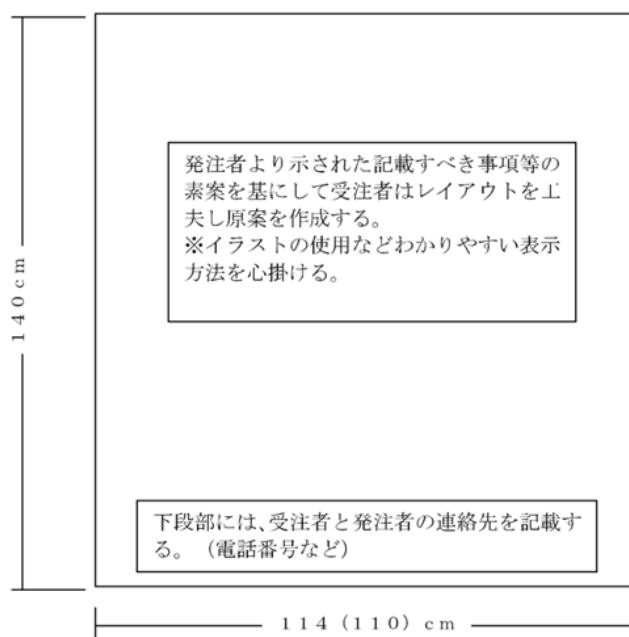 発注者より示された記載すべき事項等の
素案を基にして受注者はレイアウトを工
夫し原案を作成する。
※イラストの使用などわかりやすい表示
方法を心掛ける。
140cm
下段部には、受注者と発注者の連絡先を記載す
る。（電話番号など）
114(110)cm